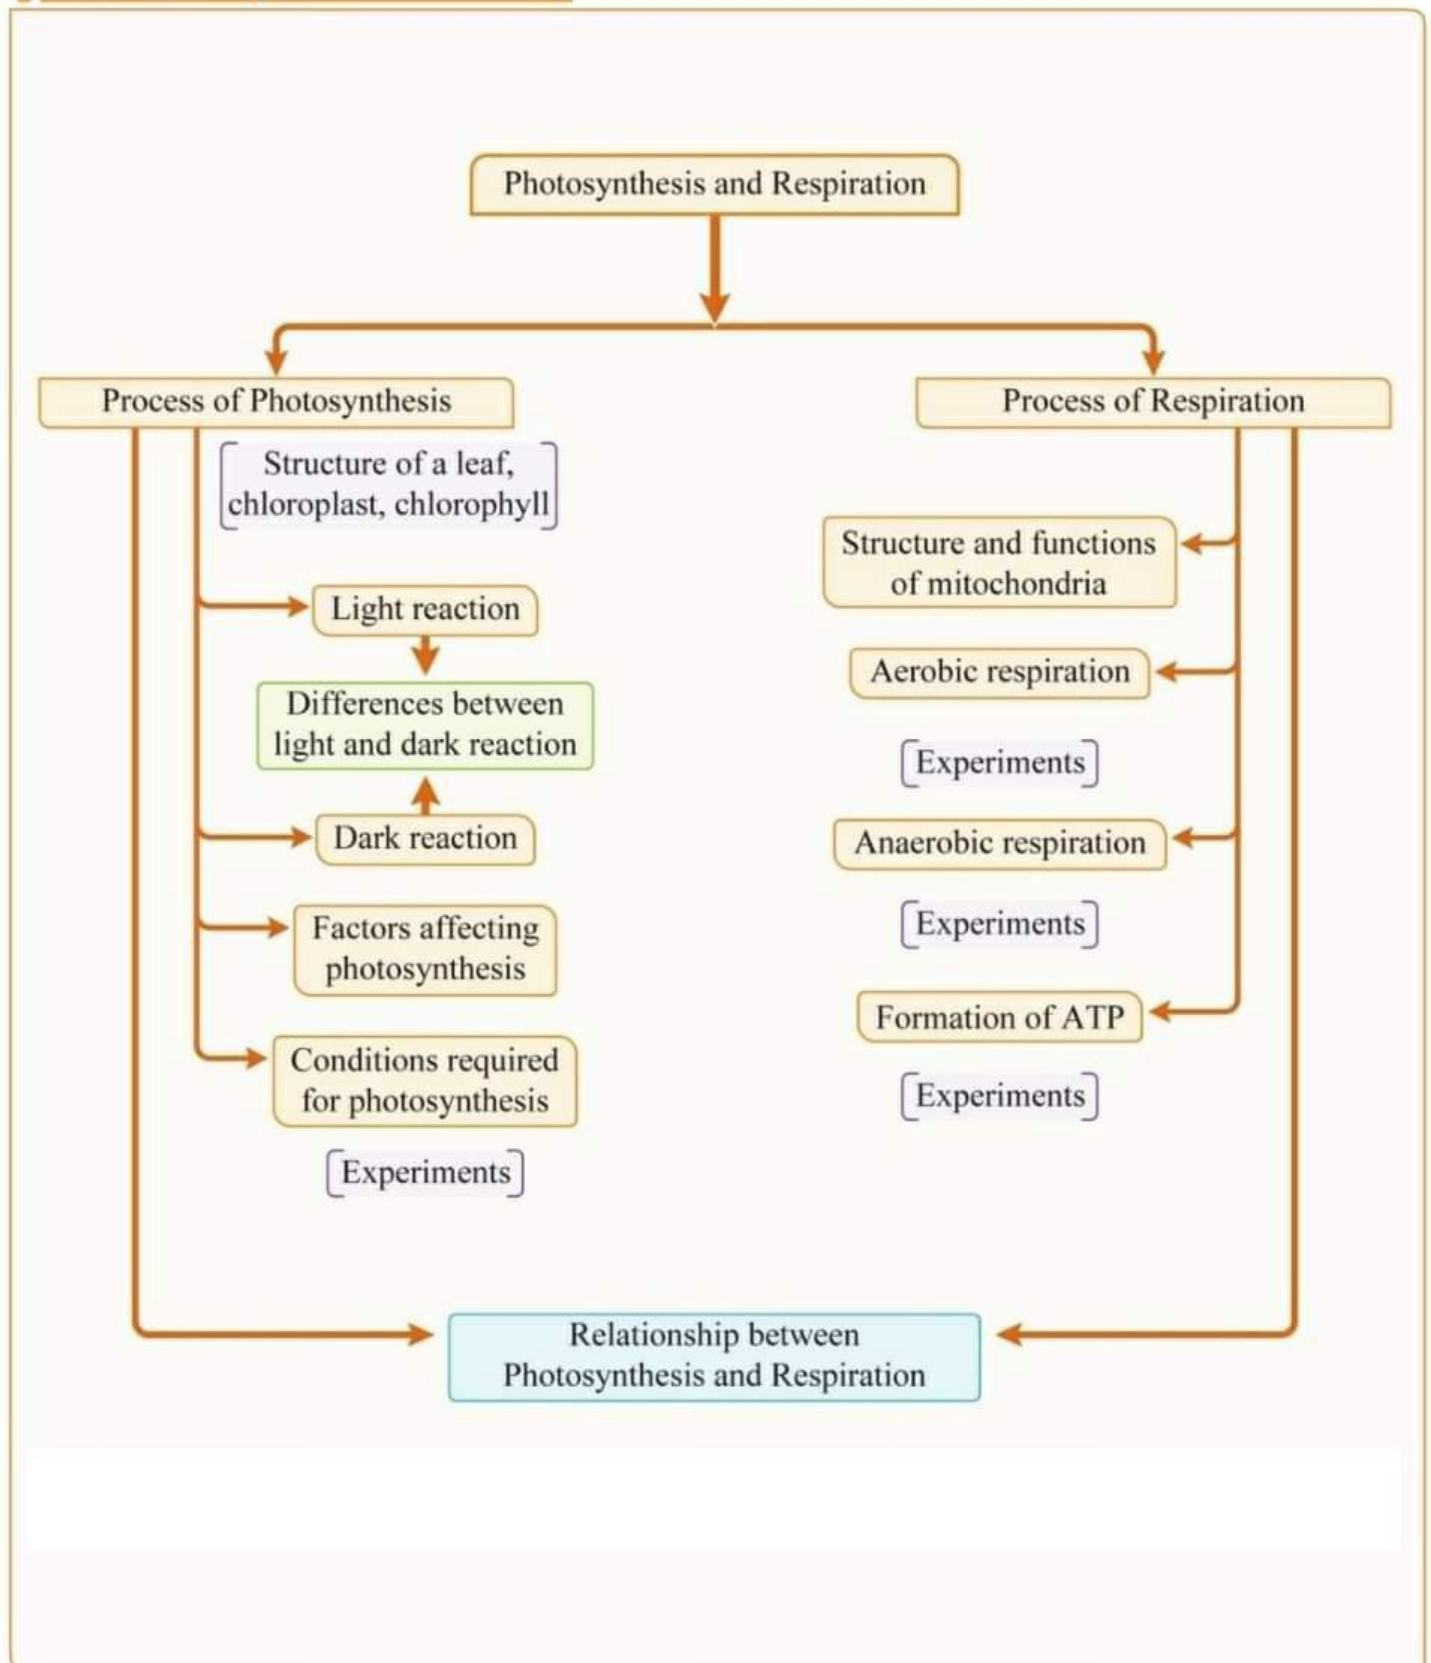 Photosynthesis and Respiration
Process of Photosynthesis
Structure of a leaf,
chloroplast, chlorophyll
Light reaction
Differences between
light and dark reaction
Dark reaction
Factors affecting
photosynthesis
Conditions required
for photosynthesis
Experiments
Process of Respiration
Structure and functions
of mitochondria
Aerobic respiration
Experiments
Anaerobic respiration
Experiments
Formation of ATP
Experiments
Relationship between
Photosynthesis and Respiration